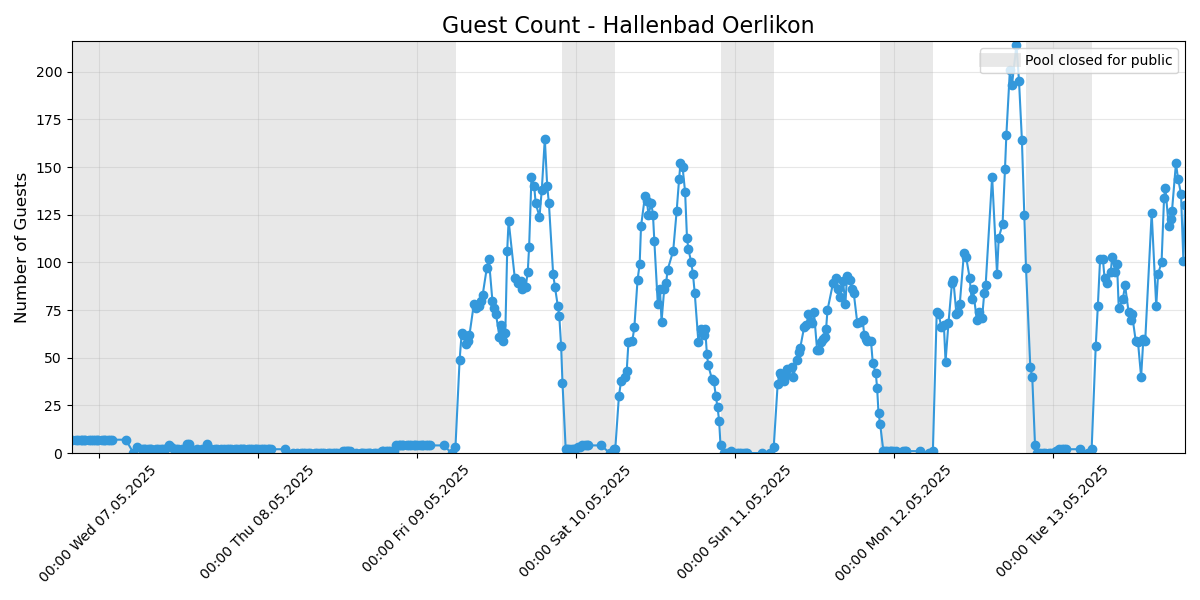 Guest Count - Hallenbad Oerlikon
Pool closed for public
Number of Guests
200
175
150
125
100
75
50
25
0
00:00 Wed 07.05.2025
00:00 Thu 08.05.2025
00:00 Fri 09.05.2025
00:00 Sat 10.05.2025
00:00 Sun 11.05.2025
00:00 Mon 12.05.2025
00:00 Tue 13.05.2025